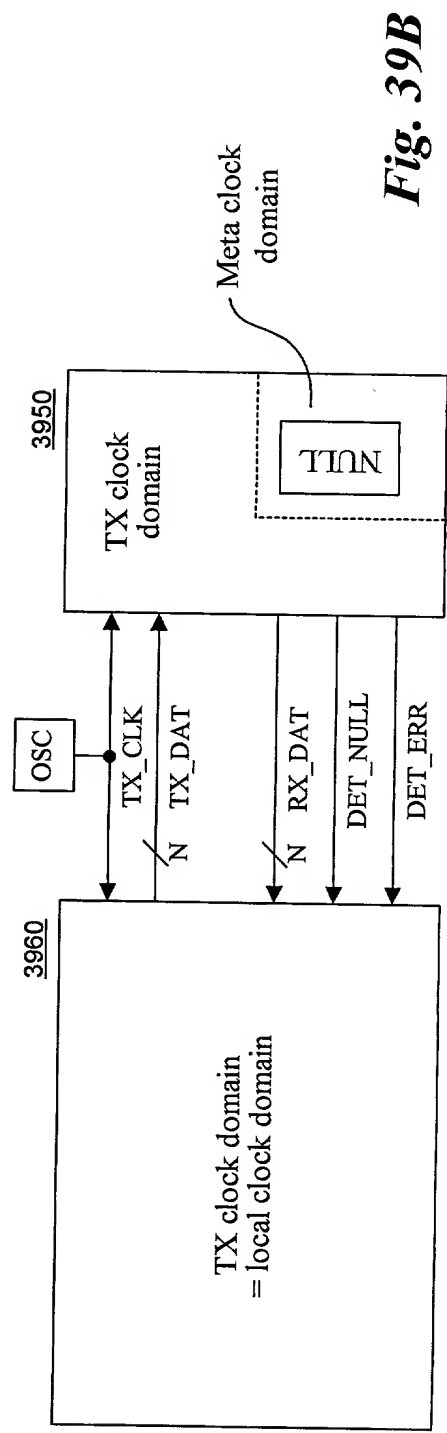 3960
TX clock domain
= local clock domain
OSC
TX_CLK
TX_DAT
N
RX_DAT
N
DET_NULL
DET_ERR
3950
TX clock
domain
NULL
Meta clock
domain
Fig. 39B